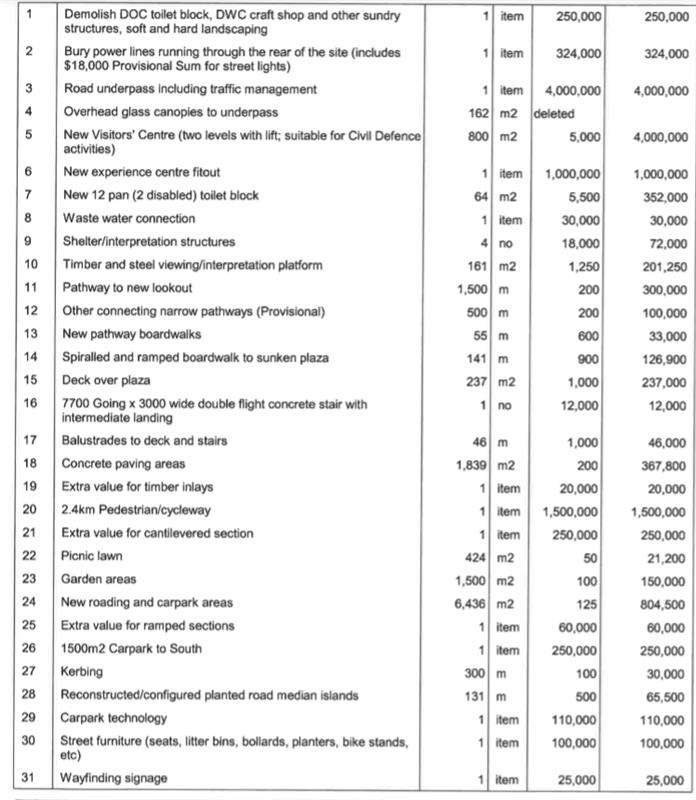 1 Demolish DOC toilet block, DWC craft shop and other sundry 1 item 250,000 250,000
structures, soft and hard landscaping
2 Bury power lines running through the rear of the site (includes 1 item 324,000 324,000
$18,000 Provisional Sum for street lights)
3 Road underpass including traffic management 1 item 4,000,000 4,000,000
4 Overhead glass canopies to underpass 162 m2 deleted
5 New Visitors' Centre (two levels with lift; suitable for Civil Defence 800 m2 5,000 4,000,000
activities)
6 New experience centre fitout 1 item 1,000,000 1,000,000
7 New 12 pan (2 disabled) toilet block 64 m2 5,500 352,000
8 Waste water connection 1 item 30,000 30,000
9 Shelter/interpretation structures 4 no 18,000 72,000
10 Timber and steel viewing/interpretation platform 161 m2 1,250 201,250
11 Pathway to new lookout 1,500 m 200 300,000
12 Other connecting narrow pathways (Provisional) 500 m 200 100,000
13 New pathway boardwalks 55 m 600 33,000
14 Spiralled and ramped boardwalk to sunken plaza 141 m 900 126,900
15 Deck over plaza 237 m2 1,000 237,000
16 7700 Going x 3000 wide double flight concrete stair with 1 no 12,000 12,000
intermediate landing
17 Balustrades to deck and stairs 46 m 1,000 46,000
18 Concrete paving areas 1,839 m2 200 367,800
19 Extra value for timber inlays 1 item 20,000 20,000
20 2.4km Pedestrian/cycleway 1 item 1,500,000 1,500,000
21 Extra value for cantilevered section 1 item 250,000 250,000
22 Picnic lawn 424 m2 50 21,200
23 Garden areas 1,500 m2 100 150,000
24 New roading and carpark areas 6,436 m2 125 804,500
25 Extra value for ramped sections 1 item 60,000 60,000
26 1500m2 Carpark to South 1 item 250,000 250,000
27 Kerbing 300 m 100 30,000
28 Reconstructed/configured planted road median islands 131 m 500 65,500
29 Carpark technology 1 item 110,000 110,000
30 Street furniture (seats, litter bins, bollards, planters, bike stands, 1 item 100,000 100,000
etc)
31 Wayfinding signage 1 item 25,000 25,000